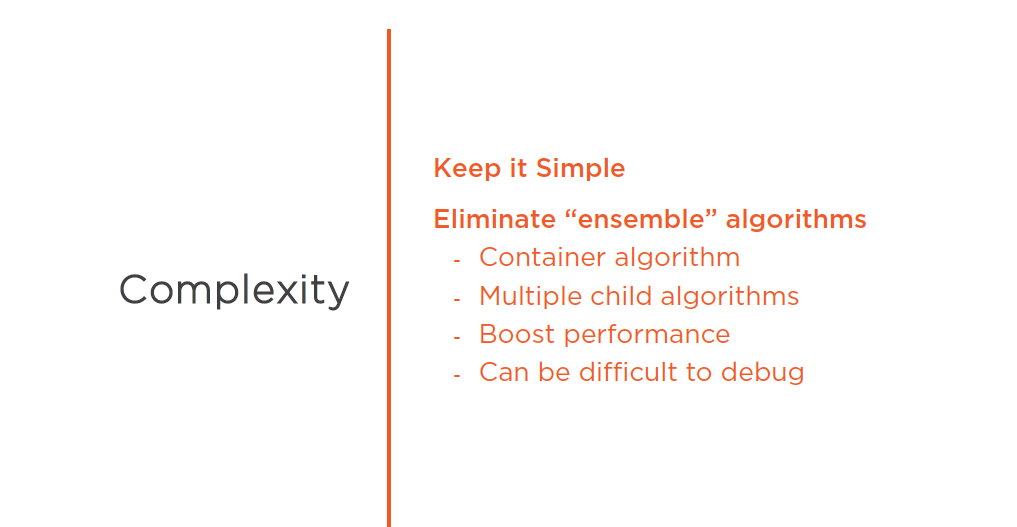 Complexity
Keep it Simple
Eliminate “ensemble” algorithms
- Container algorithm
- Multiple child algorithms
- Boost performance
- Can be difficult to debug